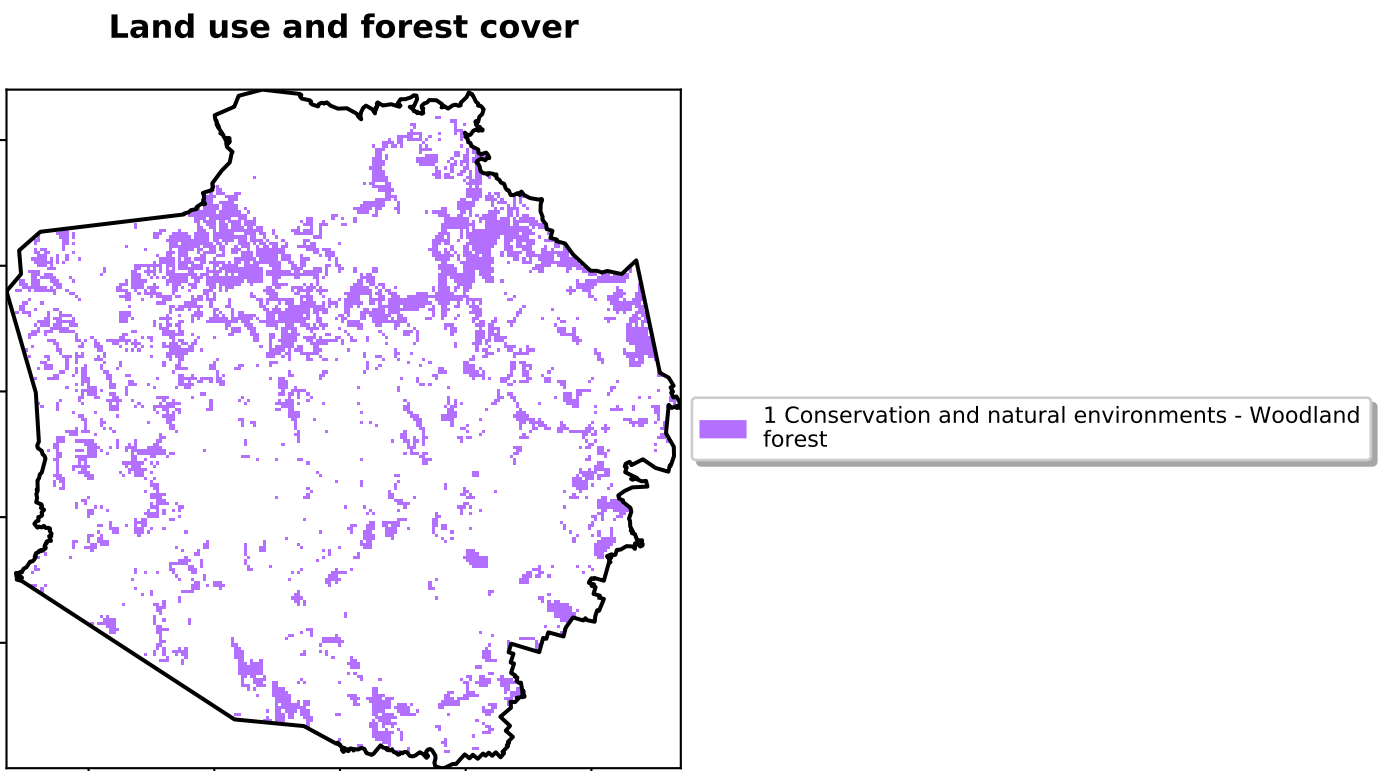 Land use and forest cover
1 Conservation and natural environments - Woodland
forest